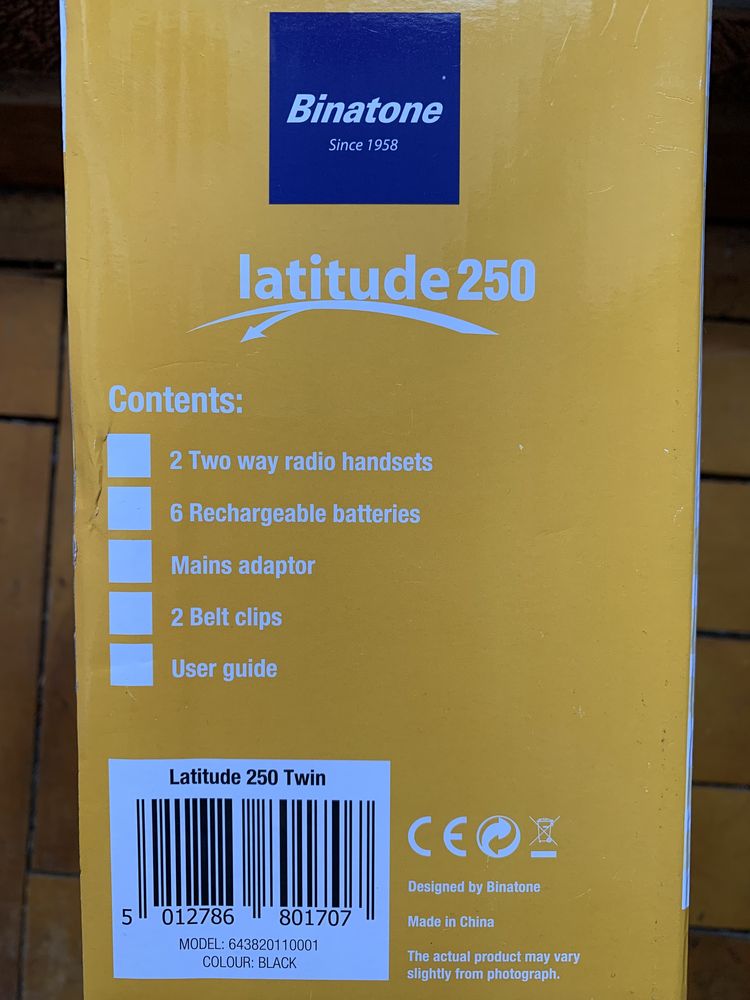 Binatone
Since 1958
latitude250
Contents:
2 Two way radio handsets
6 Rechargeable batteries
Mains adaptor
2 Belt clips
User guide
Latitude 250 Twin
5 012786 801707
MODEL: 643820110001
COLOUR: BLACK
CE
Designed by Binatone
Made in China
The actual product may vary
slightly from photograph.